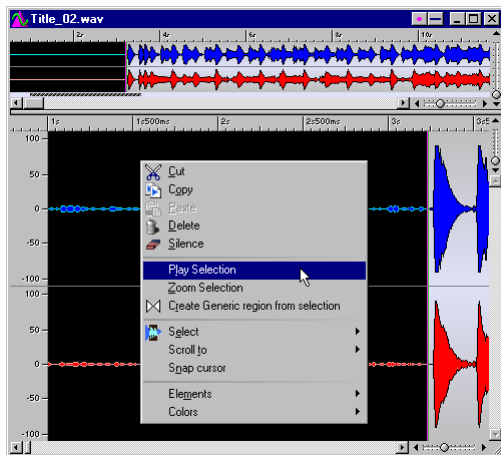 Title_02.wav
2s 4s 6s 8s 10s
1s 1s500ms 2s 2s500ms 3s 3s5
100
50
0
-50
-100
100
50
0
-50
-100
Cut
Copy
Paste
Delete
Silence
Play Selection
Zoom Selection
Create Generic region from selection
Select
Scroll to
Snap cursor
Elements
Colors